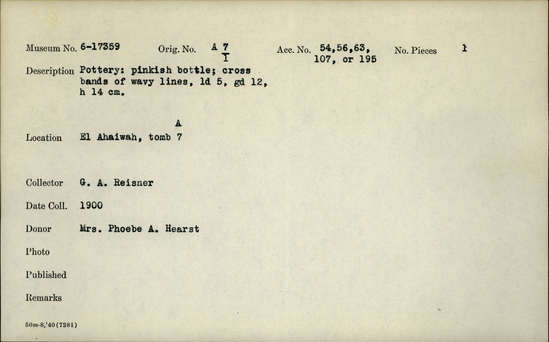 Museum No. 6-17359 Orig. No. A 7 Acc. No. 54,56,63, No. Pieces 1
I 107, or 195
Description Pottery: pinkish bottle; cross
bands of wavy lines, ld 5, gd 12,
h 14 cm.
A
Location El Ahaiwah, tomb 7
Collector G. A. Reisner
Date Coll. 1900
Donor Mrs. Phoebe A. Hearst
Photo
Published
Remarks
50m-8,'40(7281)